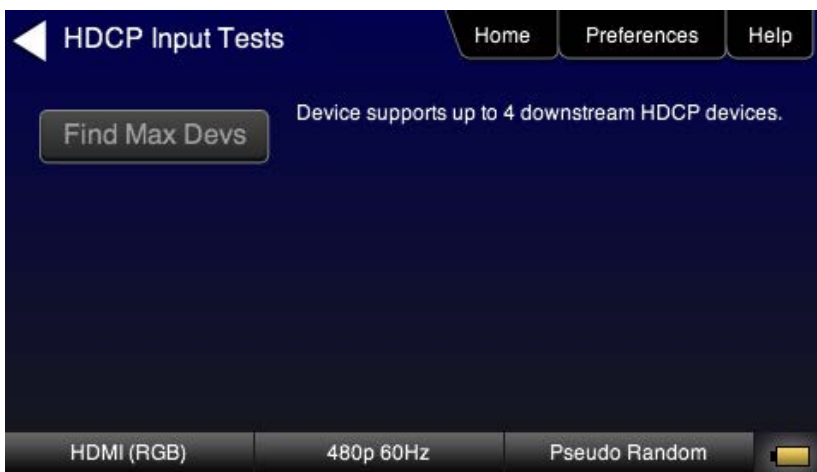 HDCP Input Tests
Home
Preferences
Help
Find Max Devs
Device supports up to 4 downstream HDCP devices.
HDMI (RGB)
480p 60Hz
Pseudo Random